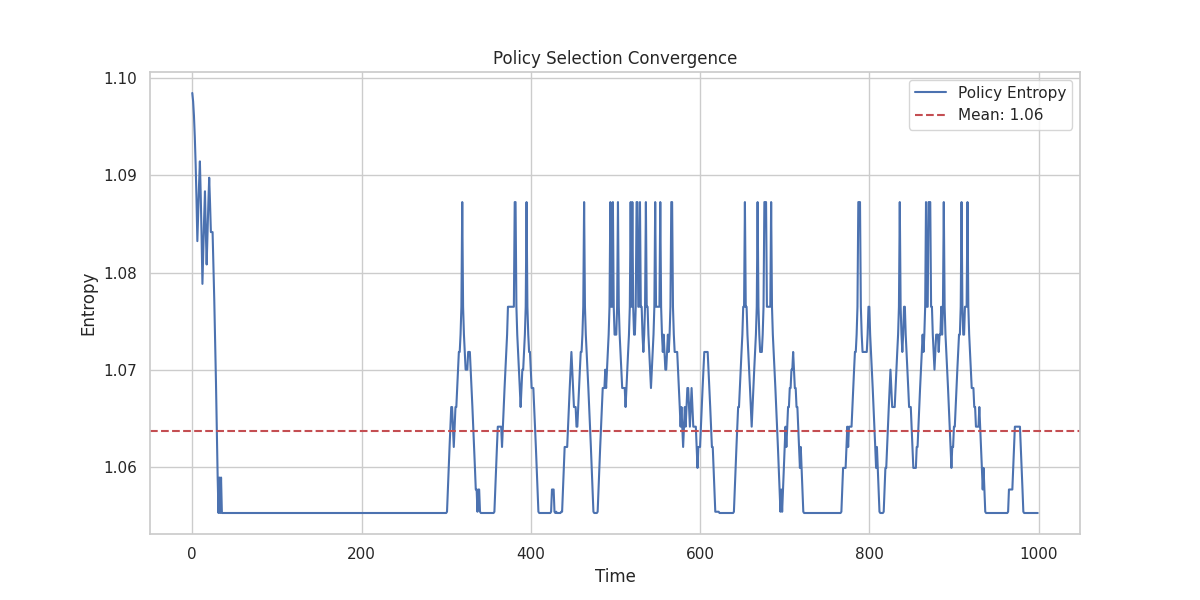 Policy Selection Convergence
1.10
1.09
1.08
1.07
1.06
Entropy
Policy Entropy
Mean: 1.06
0
200
400
600
800
1000
Time